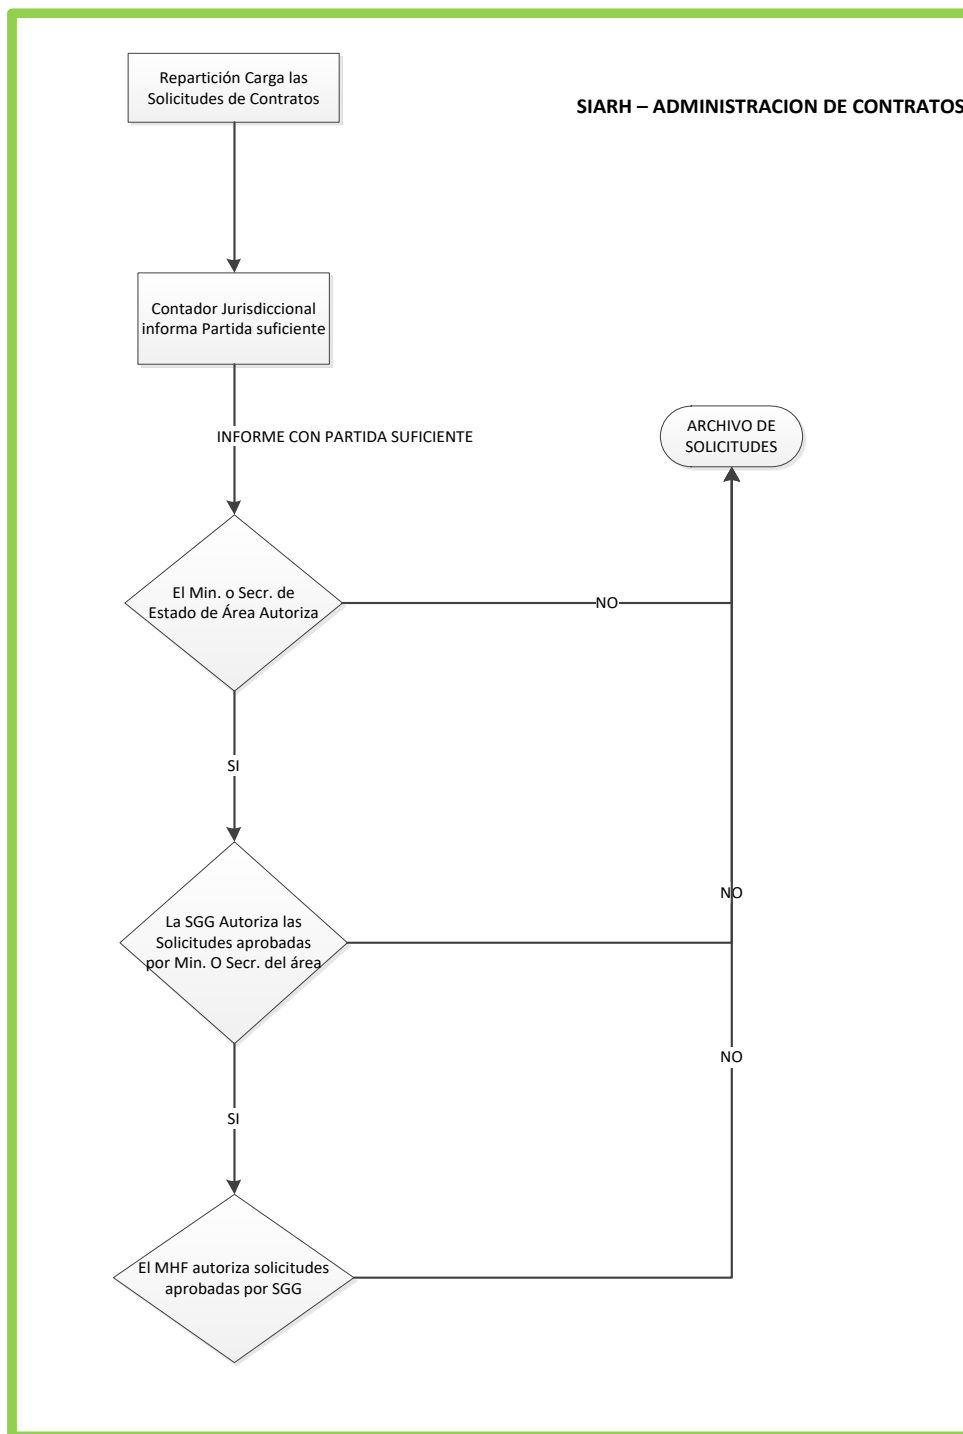 Repartición Carga las
Solicitudes de Contratos
SIARH – ADMINISTRACION DE CONTRATOS
Contador Jurisdiccional
informa Partida suficiente
INFORME CON PARTIDA SUFICIENTE
ARCHIVO DE
SOLICITUDES
El Min. o Secr. de
Estado de Área Autoriza
NO
SI
La SGG Autoriza las
Solicitudes aprobadas
por Min. O Secr. del área
NO
NO
SI
El MHF autoriza solicitudes
aprobadas por SGG